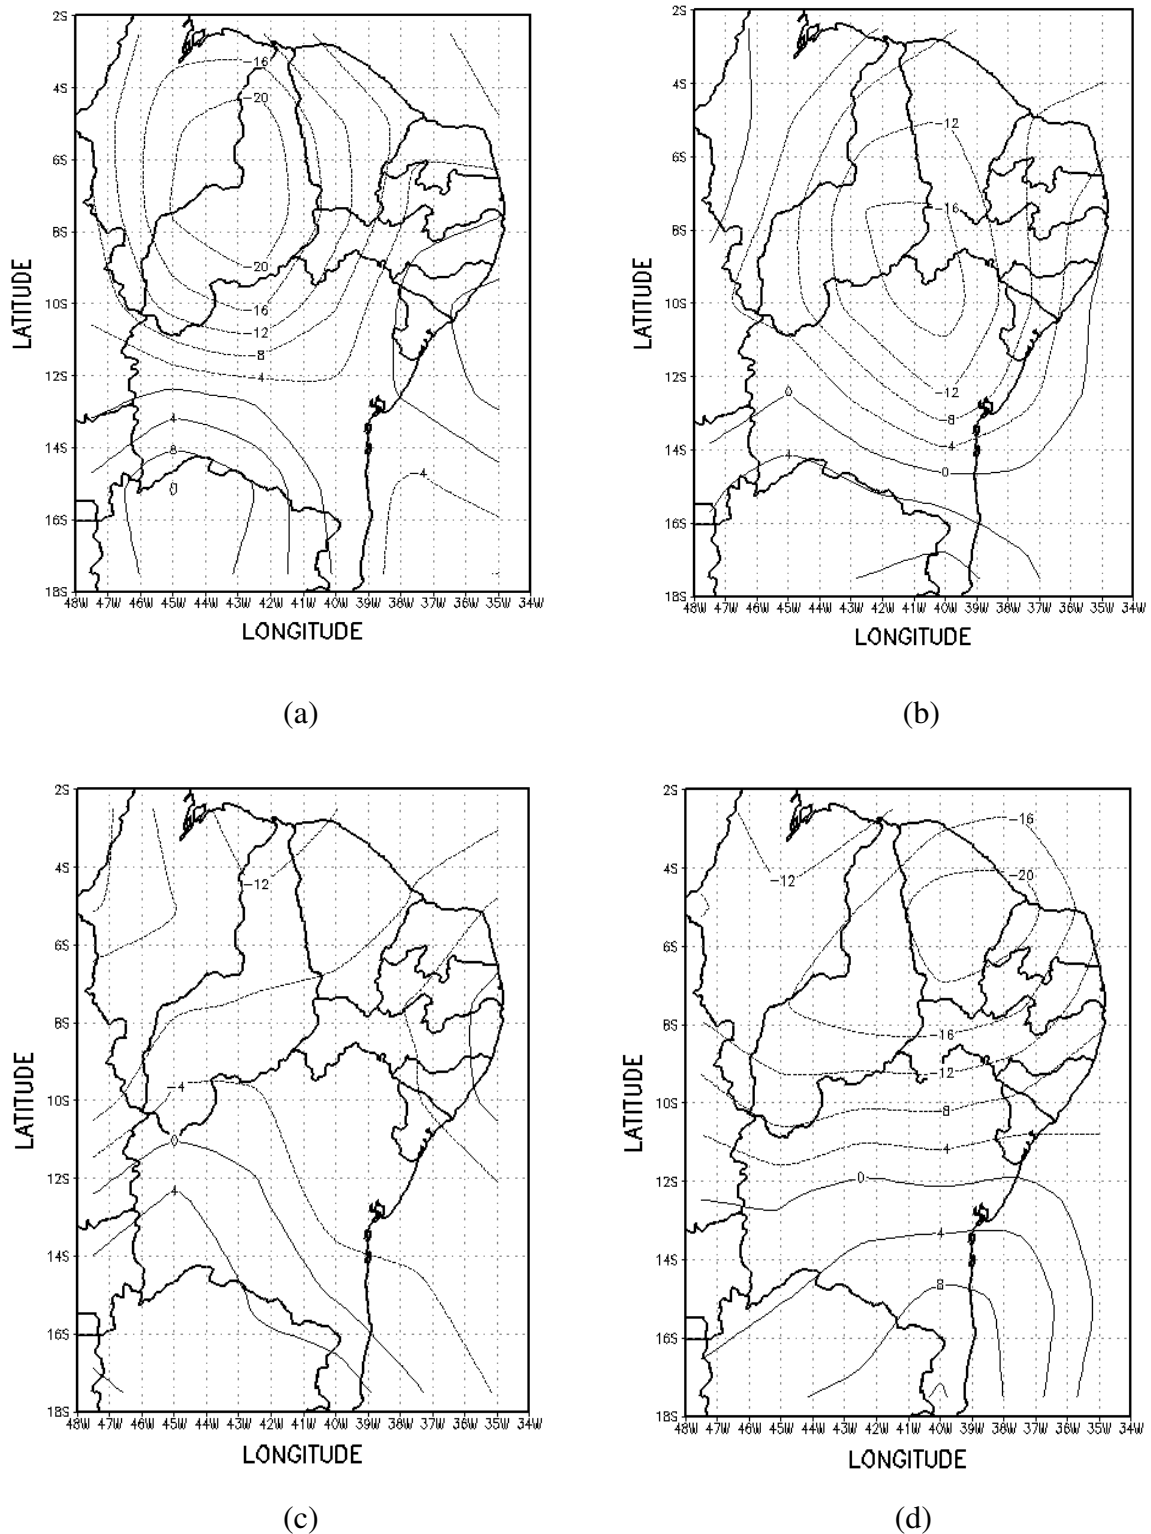 2S
-16
4S
-20
6S
8S
-20
10S
-16
-12
-8
12S
-4
4
14S
8
-4
0
16S
18S
48W 47W 46W 45W 44W 43W 42W 41W 40W 39W 38W 37W 36W 35W 34W
LATITUDE
LONGITUDE
(a)
2S
4S
-12
6S
-16
8S
10S
12S
-12
0
-8
14S
-4
4
0
16S
18S
48W 47W 46W 45W 44W 43W 42W 41W 40W 39W 38W 37W 36W 35W 34W
LATITUDE
LONGITUDE
(b)
2S
4S
-12
6S
8S
-4
10S
0
12S
4
14S
16S
18S
48W 47W 46W 45W 44W 43W 42W 41W 40W 39W 38W 37W 36W 35W 34W
LATITUDE
LONGITUDE
(c)
2S
-16
4S
-20
-12
6S
8S
-16
-12
10S
-8
-4
12S
0
4
14S
8
16S
18S
48W 47W 46W 45W 44W 43W 42W 41W 40W 39W 38W 37W 36W 35W 34W
LATITUDE
LONGITUDE
(d)